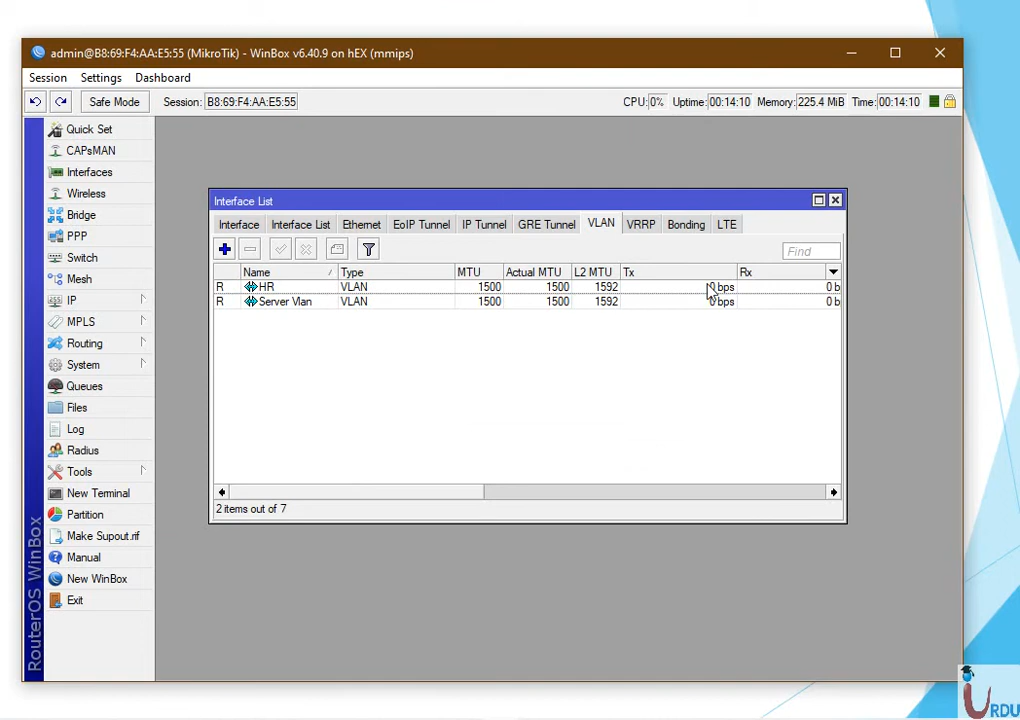 admin@B8:69:F4:AA:E5:55 (MikroTik) - WinBox v6.40.9 on hEX (mmips)
Session Settings Dashboard
Safe Mode Session: B8:69:F4:AA:E5:55 CPU: 0% Uptime: 00:14:10 Memory: 225.4 MiB Time: 00:14:10
Quick Set
CAPsMAN
Interfaces
Wireless
Bridge
PPP
Switch
Mesh
IP
MPLS
Routing
System
Queues
Files
Log
Radius
Tools
New Terminal
Partition
Make Supout.rif
Manual
New WinBox
Exit
RouterOS WinBox
Interface List
Interface Interface List Ethernet EoIP Tunnel IP Tunnel GRE Tunnel VLAN VRRP Bonding LTE
Find
Name Type MTU Actual MTU L2 MTU Tx Rx
R HR VLAN 1500 1500 1592 0 bps 0 b
R Server Vlan VLAN 1500 1500 1592 0 bps 0 b
2 items out of 7
URDU